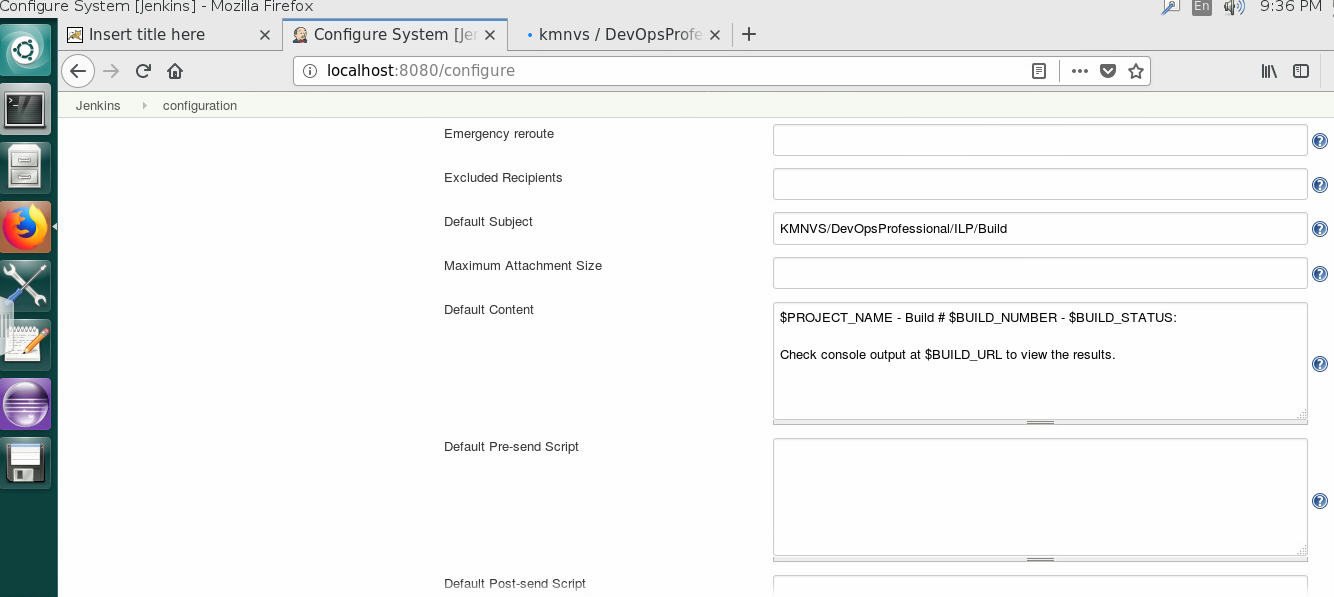 Configure System [Jenkins] - Mozilla Firefox
En
9:36 PM
Insert title here
Configure System [Je
kmnvs / DevOpsProfe
localhost:8080/configure
Jenkins
configuration
Emergency reroute
Excluded Recipients
Default Subject
KMNVS/DevOpsProfessional/ILP/Build
Maximum Attachment Size
Default Content
$PROJECT_NAME - Build # $BUILD_NUMBER - $BUILD_STATUS:
Check console output at $BUILD_URL to view the results.
Default Pre-send Script
Default Post-send Script